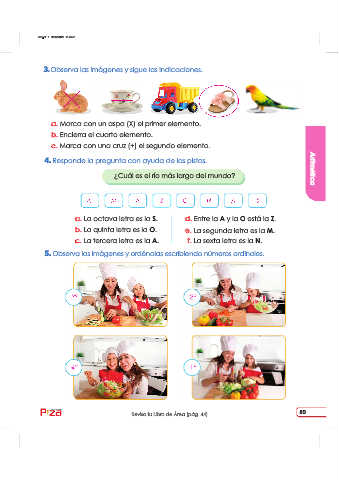 3. Observa las imágenes y sigue las indicaciones.
a. Marca con un aspa (X) el primer elemento.
b. Encierra el cuarto elemento.
c. Marca con una cruz (+) el segundo elemento.
Aritmética
4. Responde la pregunta con ayuda de las pistas.
¿Cuál es el río más largo del mundo?
a. La octava letra es la S.
b. La quinta letra es la O.
c. La tercera letra es la A.
d. Entre la A y la O está la Z.
e. La segunda letra es la M.
f. La sexta letra es la N.
5. Observa las imágenes y ordénalas escribiendo números ordinales.
Revisa tu Libro de Área (pág. 44)